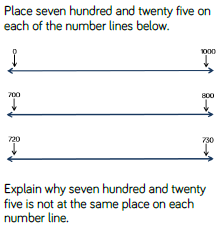 Place seven hundred and twenty five on
each of the number lines below.
0 1000
700 800
720 730
Explain why seven hundred and twenty
five is not at the same place on each
number line.